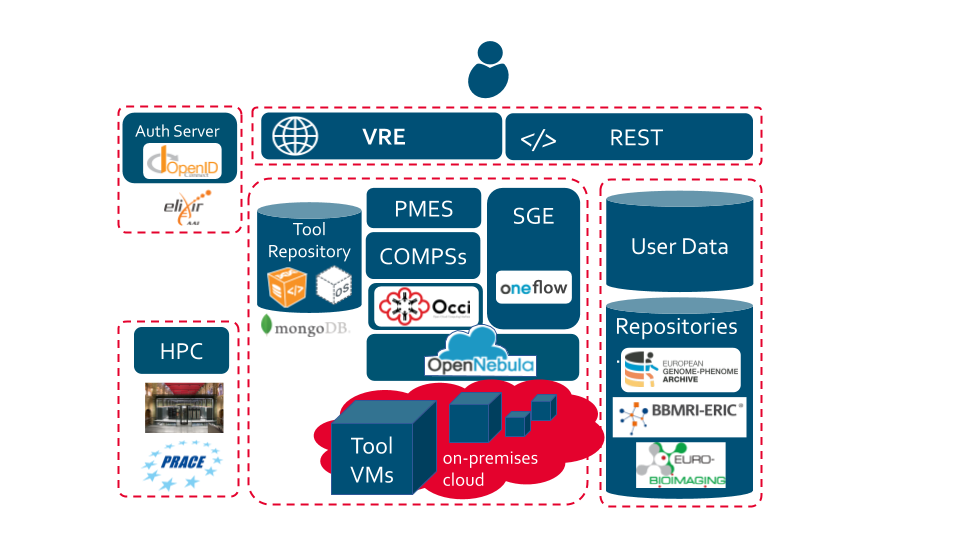 Auth Server
OpenID
Connect
elixir
AAI
VRE
</> REST
Tool
Repository
</>
OS
mongoDB
PMES
COMPSs
Occi
SGE
oneflow
OpenNebula
Tool
VMs
on-premises
cloud
HPC
PRACE
User Data
Repositories
EUROPEAN
GENOME-PHENOME
ARCHIVE
BBMRI-ERIC®
EURO-
BIOIMAGING